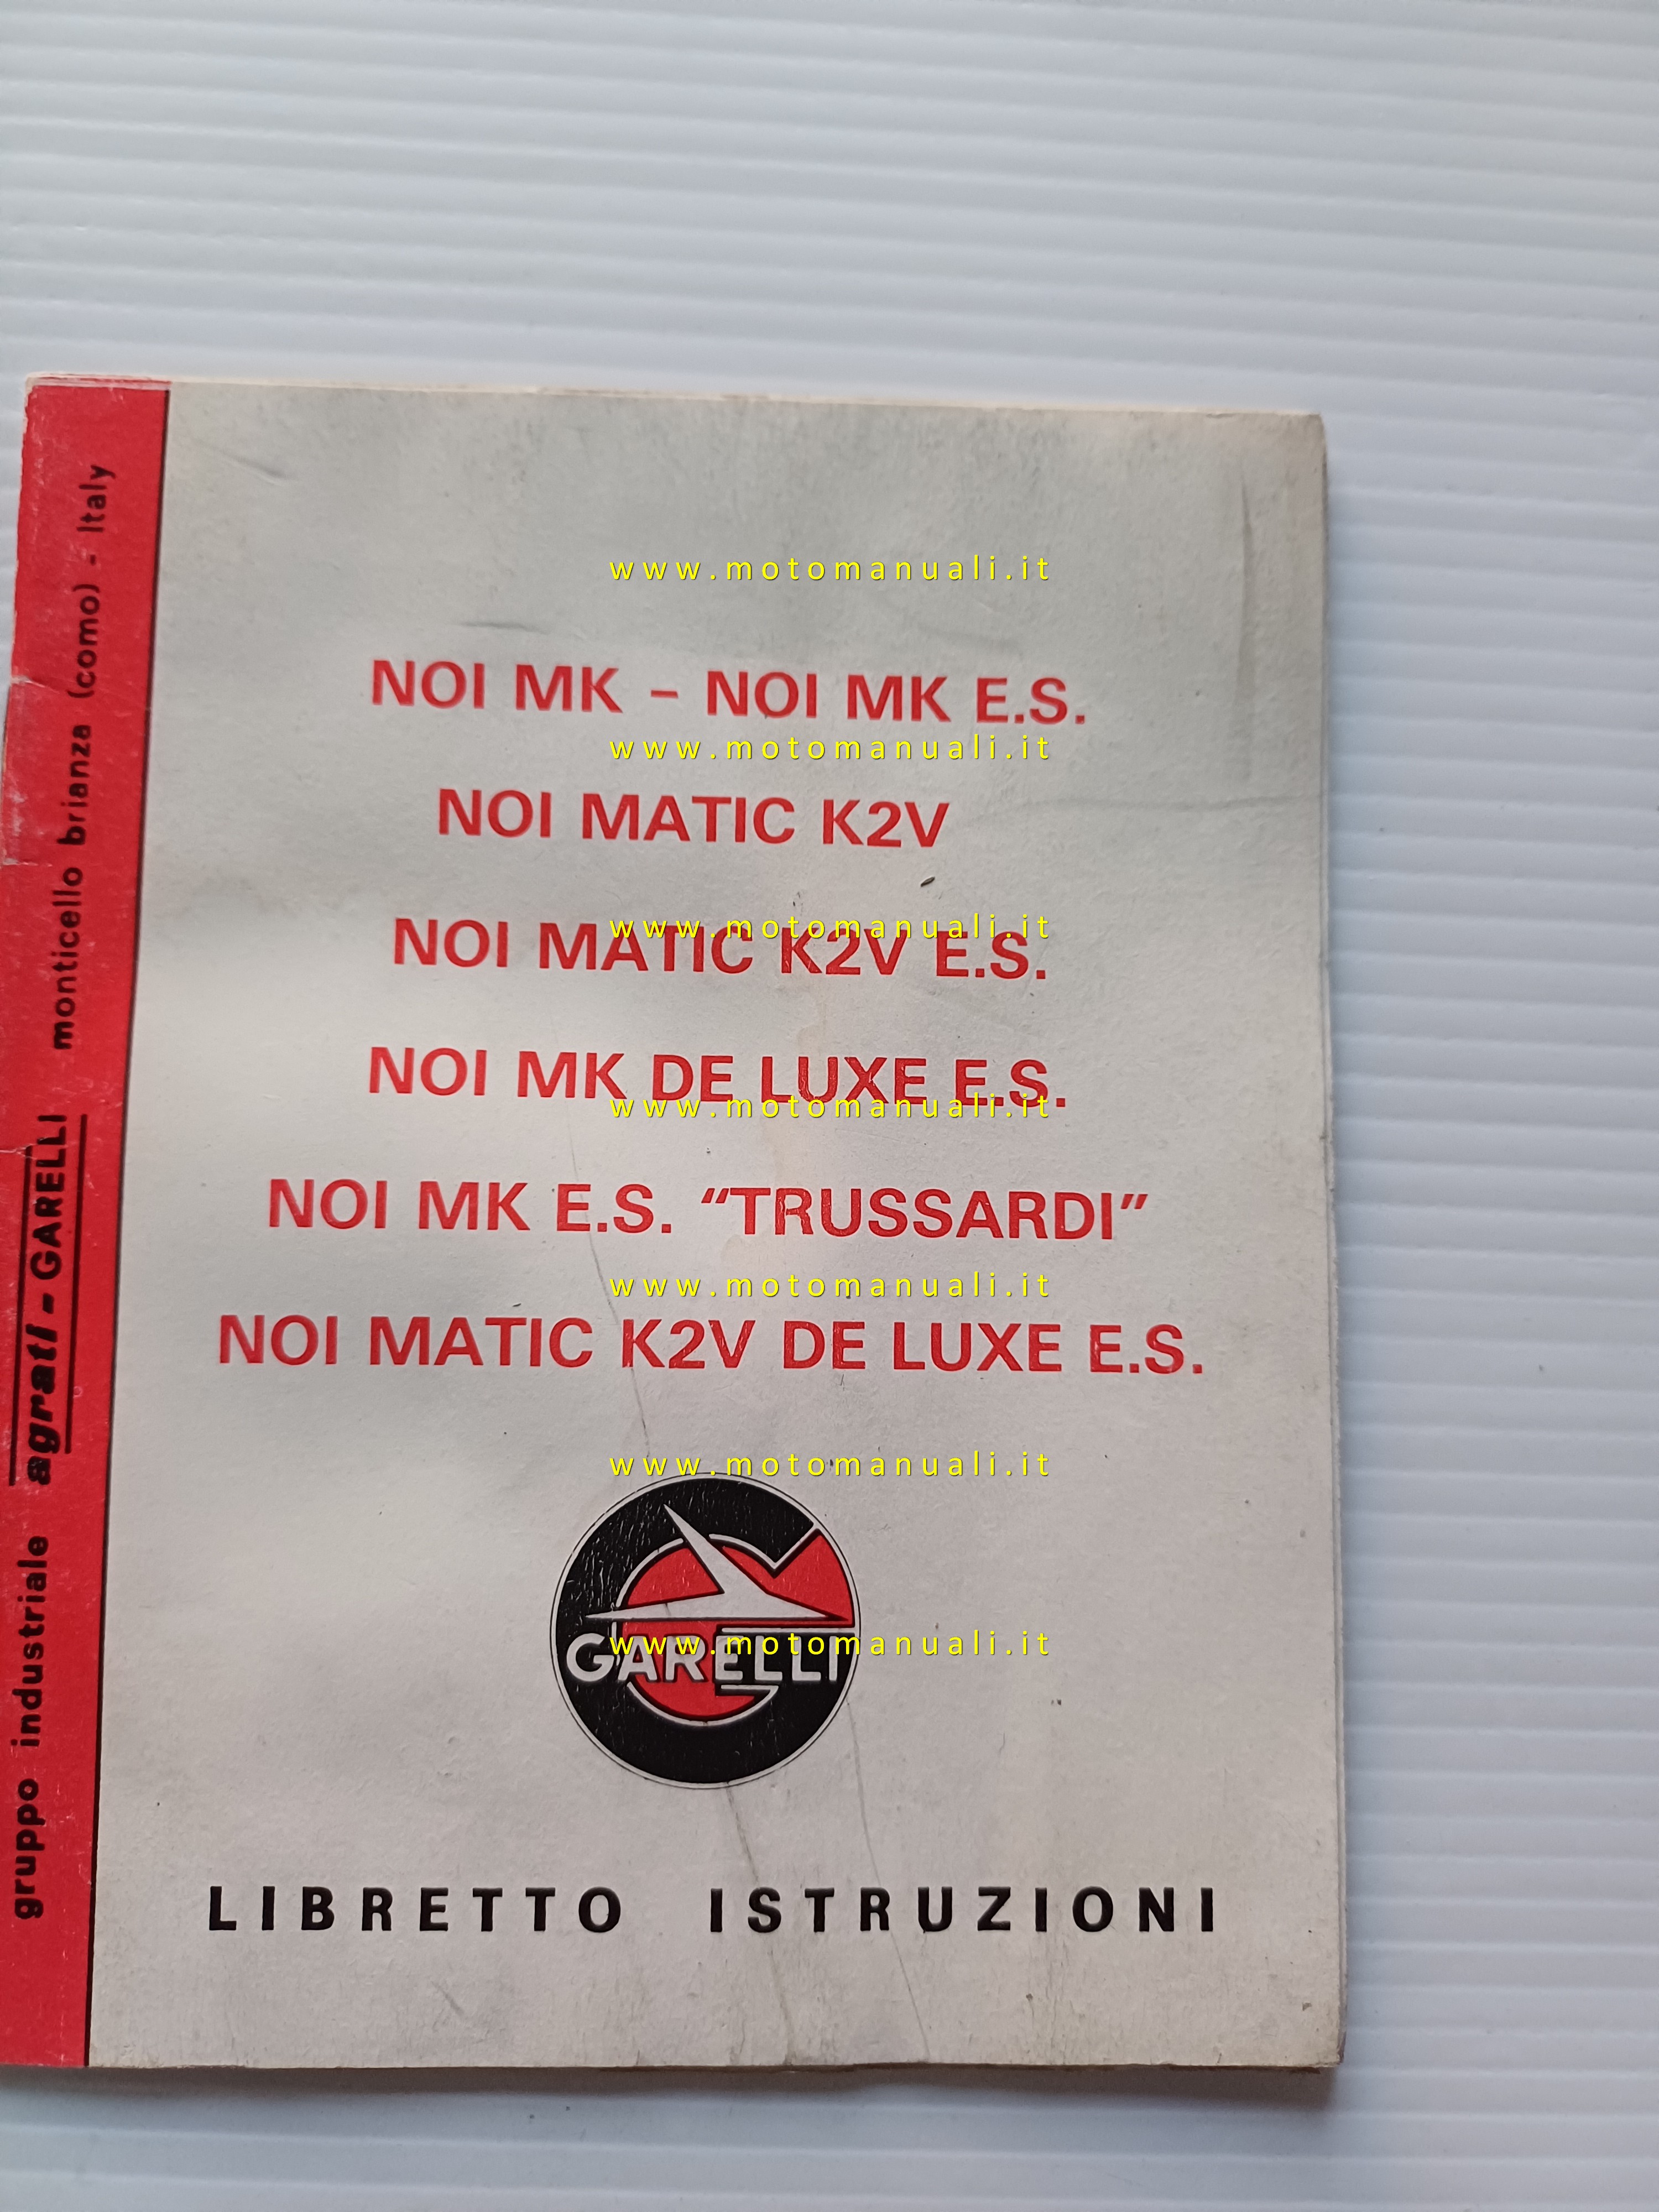 www.motomanuali.it
NOI MK – NOI MK E.S.
www.motomanuali.it
NOI MATIC K2V
www.motomanuali.it
NOI MATIC K2V E.S.
NOI MK DE LUXE E.S.
www.motomanuali.it
NOI MK E.S. “TRUSSARDI”
www.motomanuali.it
NOI MATIC K2V DE LUXE E.S.
www.motomanuali.it
GARELLI
www.motomanuali.it
LIBRETTO ISTRUZIONI
gruppo industriale agrati - GARELLI monticello brianza (como) - Italy